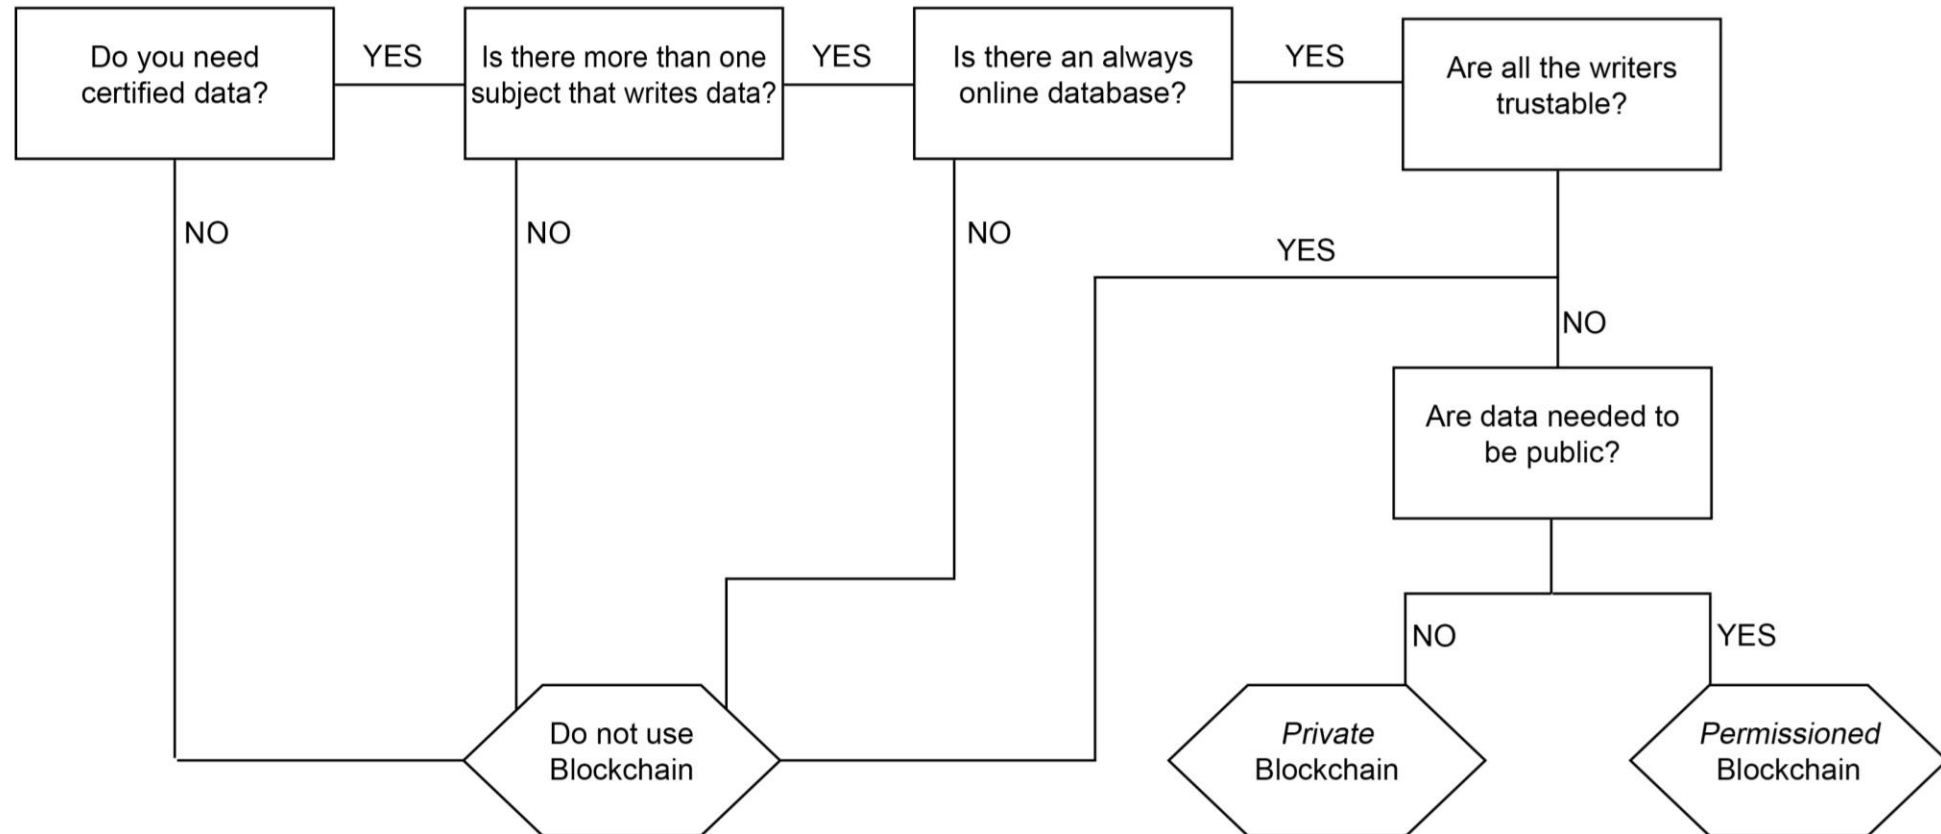 Do you need
certified data?
YES
Is there more than one
subject that writes data?
YES
Is there an always
online database?
YES
Are all the writers
trustable?
NO
NO
NO
YES
NO
Are data needed to
be public?
NO
YES
Do not use
Blockchain
Private
Blockchain
Permissioned
Blockchain